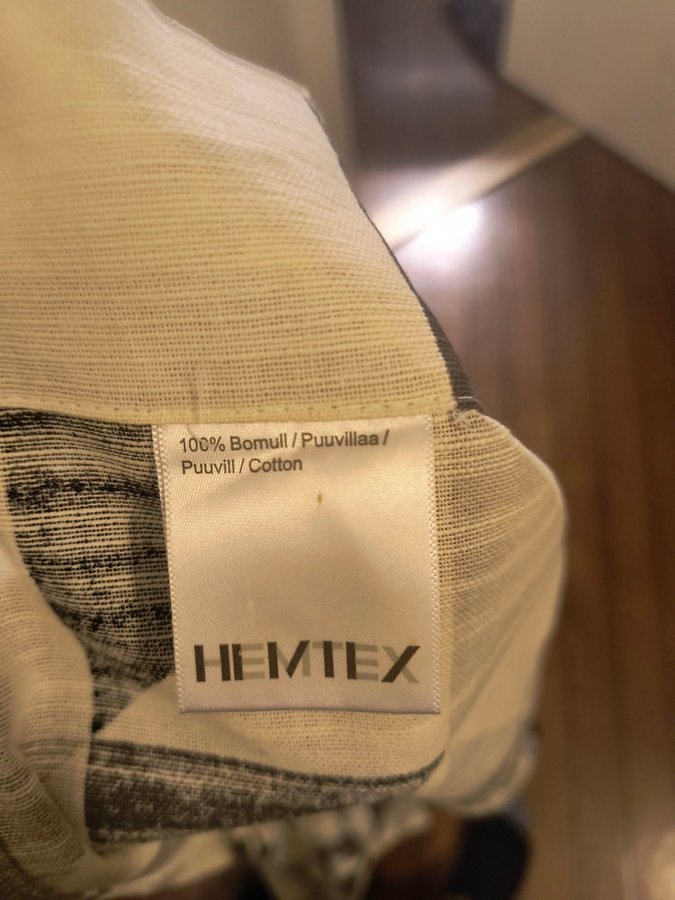 100% Bomull / Puuvillaa /
Puuvill / Cotton
HEMTEX